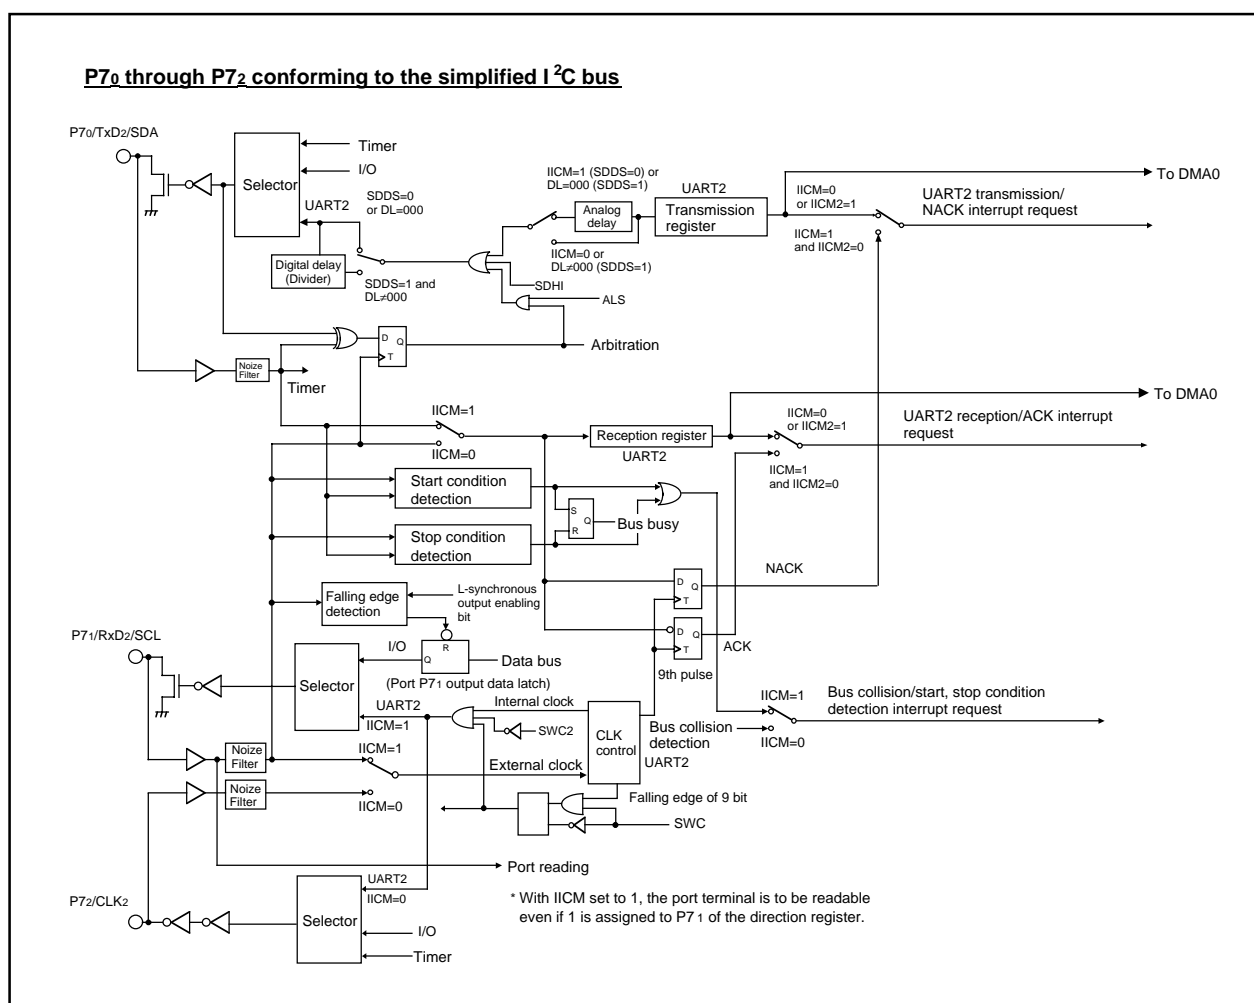 P70 through P72 conforming to the simplified I 2C bus
P70/TxD2/SDA
Timer
I/O
Selector
UART2
SDDS=0
or DL=000
Digital delay
(Divider)
SDDS=1 and
DL≠000
IICM=1 (SDDS=0) or
DL=000 (SDDS=1)
Analog
delay
IICM=0 or
DL≠000 (SDDS=1)
SDHI
ALS
UART2
Transmission
register
IICM=0
or IICM2=1
IICM=1
and IICM2=0
To DMA0
UART2 transmission/
NACK interrupt request
D
Q
T
Arbitration
Noize
Filter
Timer
IICM=1
IICM=0
Reception register
UART2
To DMA0
IICM=0
or IICM2=1
IICM=1
and IICM2=0
UART2 reception/ACK interrupt
request
Start condition
detection
Stop condition
detection
S
Q
R
Bus busy
NACK
D
Q
T
Falling edge
detection
L-synchronous
output enabling
bit
D
Q
T
ACK
9th pulse
P71/RxD2/SCL
I/O
R
Q
Data bus
(Port P71 output data latch)
Selector
UART2
IICM=1
Internal clock
SWC2
CLK
control
UART2
Bus collision
detection
IICM=1
IICM=0
Bus collision/start, stop condition
detection interrupt request
Noize
Filter
IICM=1
External clock
Noize
Filter
IICM=0
Falling edge of 9 bit
SWC
Port reading
P72/CLK2
UART2
IICM=0
Selector
I/O
Timer
* With IICM set to 1, the port terminal is to be readable
even if 1 is assigned to P71 of the direction register.